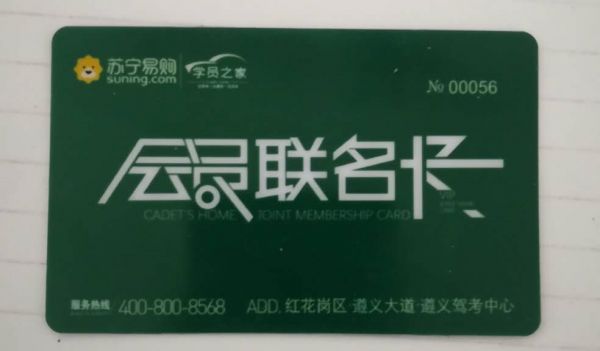 苏宁易购 学员之家
suning.com
№ 00056
会员联名卡
CADET'S HOME JOINT MEMBERSHIP CARD
服务热线 400-800-8568 ADD. 红花岗区·遵义大道·遵义驾考中心